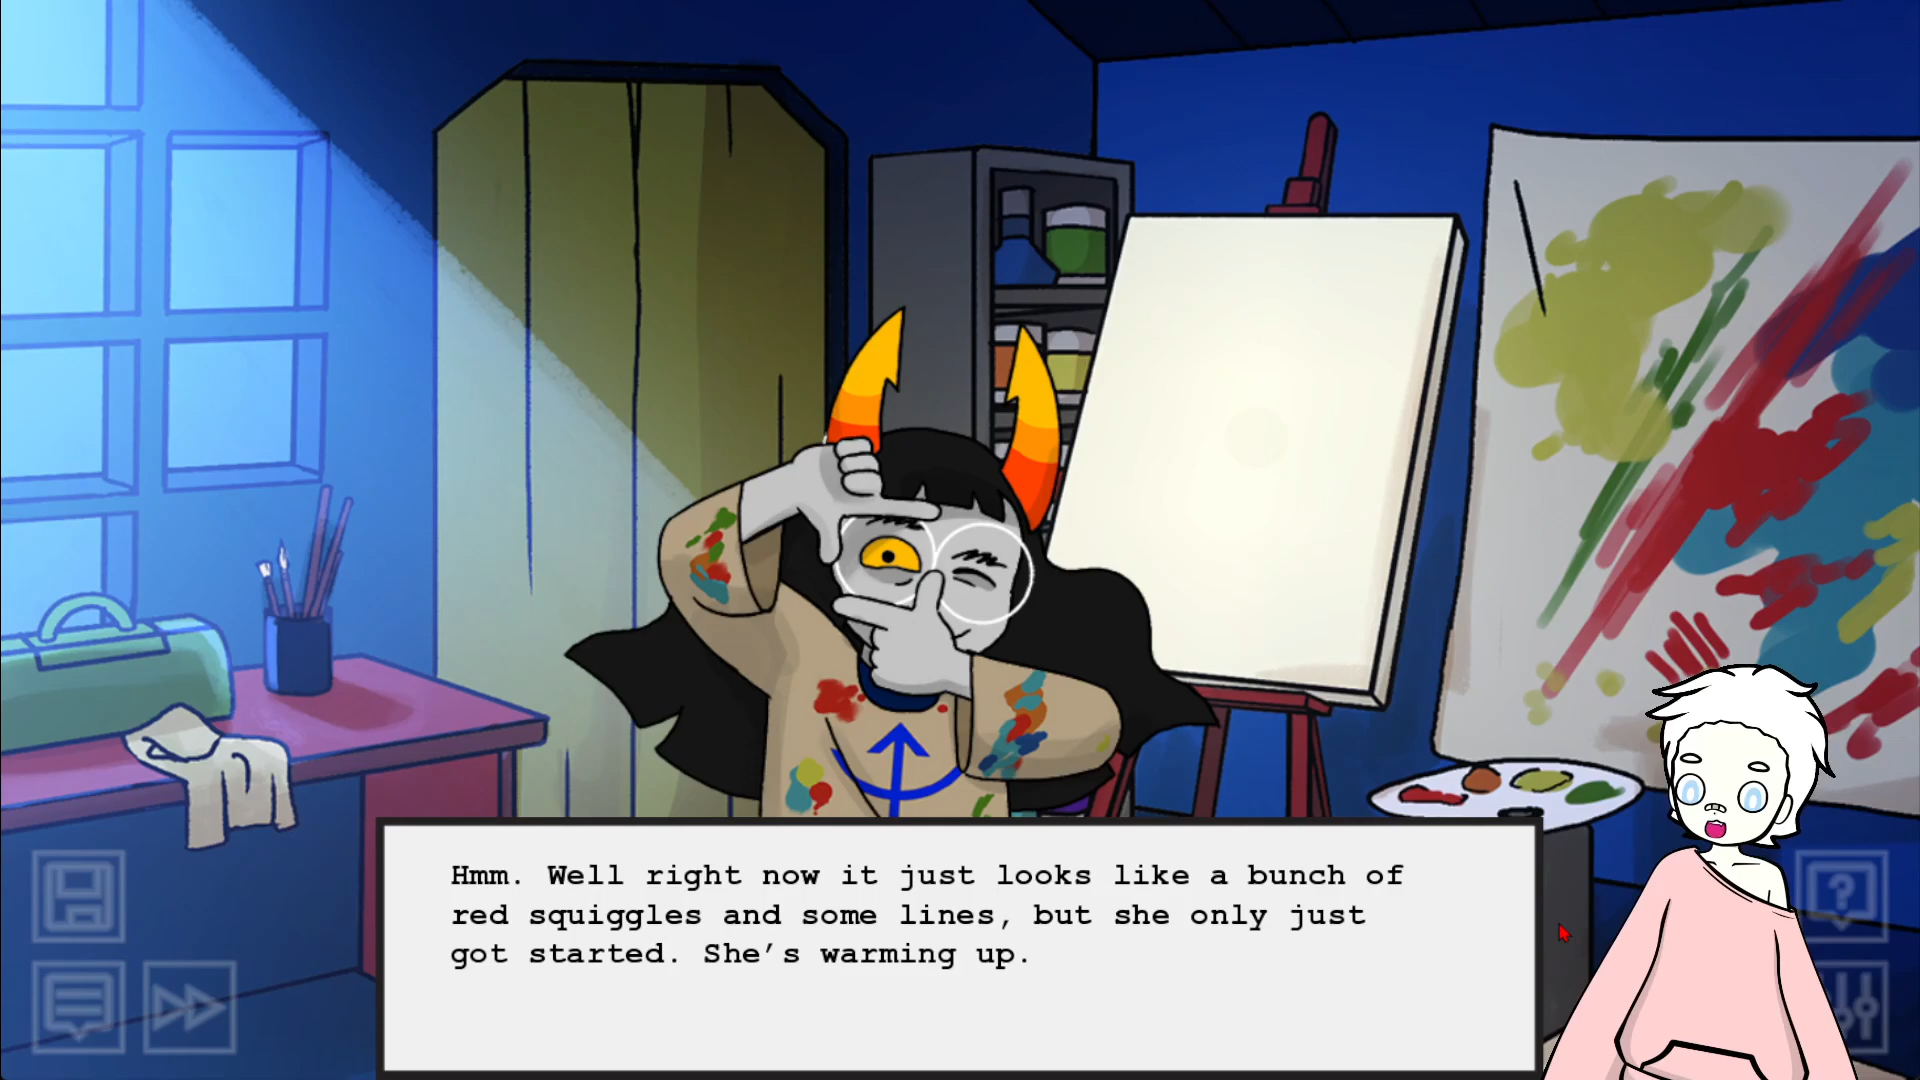 Hmm. Well right now it just looks like a bunch of
red squiggles and some lines, but she only just
got started. She’s warming up.